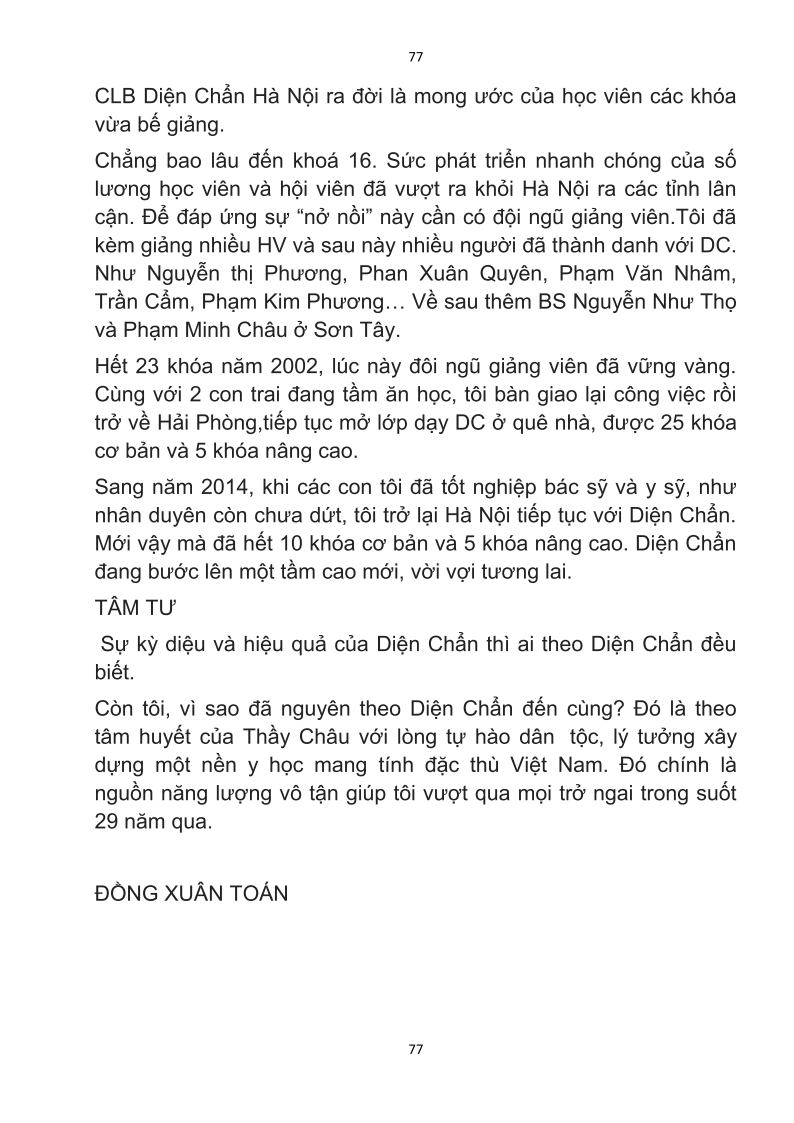 77
CLB Diện Chẩn Hà Nội ra đời là mong ước của học viên các khóa
vừa bế giảng.
Chẳng bao lâu đến khoá 16. Sức phát triển nhanh chóng của số
lương học viên và hội viên đã vượt ra khỏi Hà Nội ra các tỉnh lân
cận. Để đáp ứng sự “nở nồi” này cần có đội ngũ giảng viên.Tôi đã
kèm giảng nhiều HV và sau này nhiều người đã thành danh với DC.
Như Nguyễn thị Phương, Phan Xuân Quyên, Phạm Văn Nhâm,
Trần Cẩm, Phạm Kim Phương… Về sau thêm BS Nguyễn Như Thọ
và Phạm Minh Châu ở Sơn Tây.
Hết 23 khóa năm 2002, lúc này đôi ngũ giảng viên đã vững vàng.
Cùng với 2 con trai đang tầm ăn học, tôi bàn giao lại công việc rồi
trở về Hải Phòng,tiếp tục mở lớp dạy DC ở quê nhà, được 25 khóa
cơ bản và 5 khóa nâng cao.
Sang năm 2014, khi các con tôi đã tốt nghiệp bác sỹ và y sỹ, như
nhân duyên còn chưa dứt, tôi trở lại Hà Nội tiếp tục với Diện Chẩn.
Mới vậy mà đã hết 10 khóa cơ bản và 5 khóa nâng cao. Diện Chẩn
đang bước lên một tầm cao mới, vời vợi tương lai.
TÂM TƯ
Sự kỳ diệu và hiệu quả của Diện Chẩn thì ai theo Diện Chẩn đều
biết.
Còn tôi, vì sao đã nguyên theo Diện Chẩn đến cùng? Đó là theo
tâm huyết của Thầy Châu với lòng tự hào dân  tộc, lý tưởng xây
dựng một nền y học mang tính đặc thù Việt Nam. Đó chính là
nguồn năng lượng vô tận giúp tôi vượt qua mọi trở ngai trong suốt
29 năm qua.
ĐỒNG XUÂN TOÁN
77